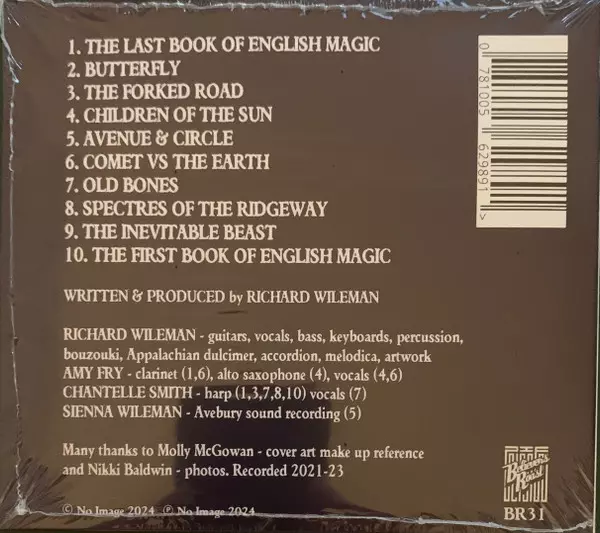 1. THE LAST BOOK OF ENGLISH MAGIC
2. BUTTERFLY
3. THE FORKED ROAD
4. CHILDREN OF THE SUN
5. AVENUE & CIRCLE
6. COMET VS THE EARTH
7. OLD BONES
8. SPECTRES OF THE RIDGEWAY
9. THE INEVITABLE BEAST
10. THE FIRST BOOK OF ENGLISH MAGIC
0 781005 629891 >
WRITTEN & PRODUCED by RICHARD WILEMAN
RICHARD WILEMAN - guitars, vocals, bass, keyboards, percussion,
bouzouki, Appalachian dulcimer, accordion, melodica, artwork
AMY FRY - clarinet (1,6), alto saxophone (4), vocals (4,6)
CHANTELLE SMITH - harp (1,3,7,8,10) vocals (7)
SIENNA WILEMAN - Avebury sound recording (5)
Many thanks to Molly McGowan - cover art make up reference
and Nikki Baldwin - photos. Recorded 2021-23
© No Image 2024 ℗ No Image 2024
Believers
Roast
BR31